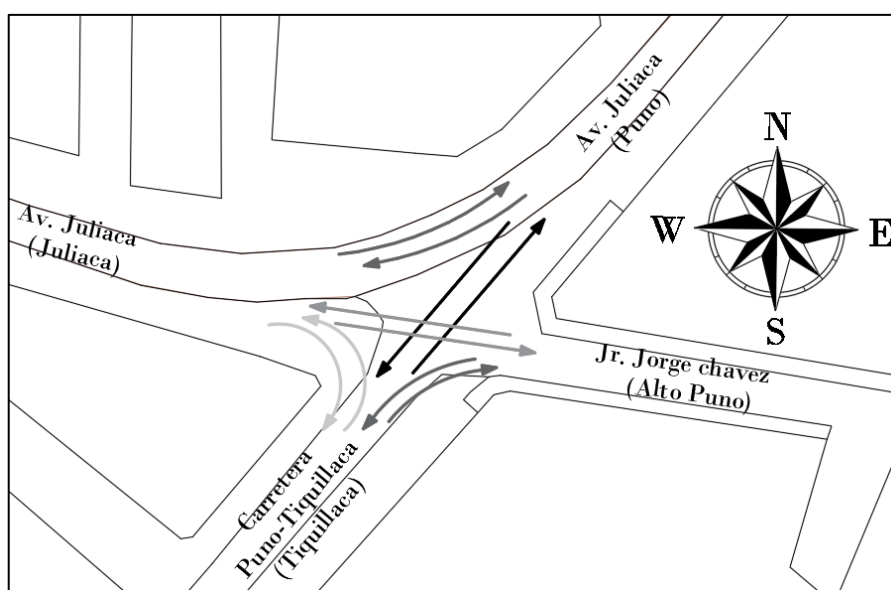 Av. Juliaca
(Puno)
N
W
E
S
Av. Juliaca
(Juliaca)
Jr. Jorge chavez
(Alto Puno)
Carretera
Puno-Tiquillaca
(Tiquillaca)